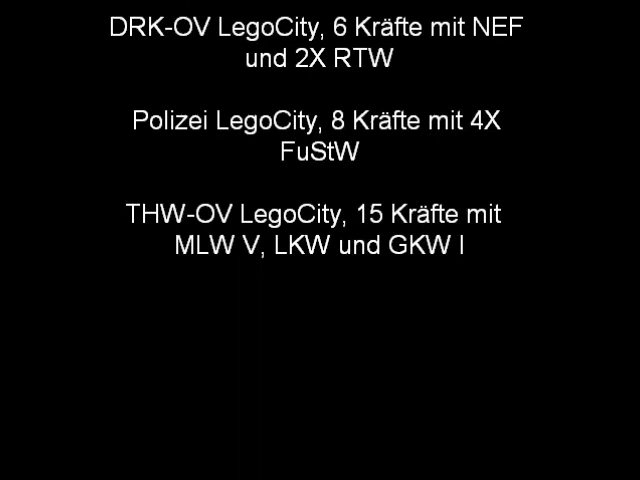 DRK-OV LegoCity, 6 Kräfte mit NEF
und 2X RTW
Polizei LegoCity, 8 Kräfte mit 4X
FuStW
THW-OV LegoCity, 15 Kräfte mit
MLW V, LKW und GKW I